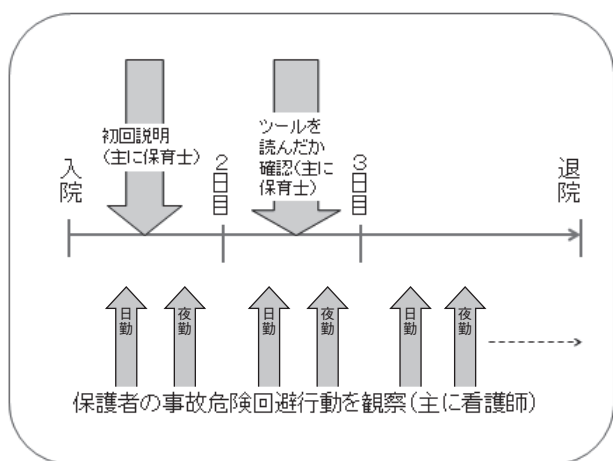 初回説明
(主に保育士)
ツールを
読んだか
確認(主に
保育士)
入院
2日目
3日目
退院
日勤
夜勤
日勤
夜勤
日勤
夜勤
保護者の事故危険回避行動を観察(主に看護師)